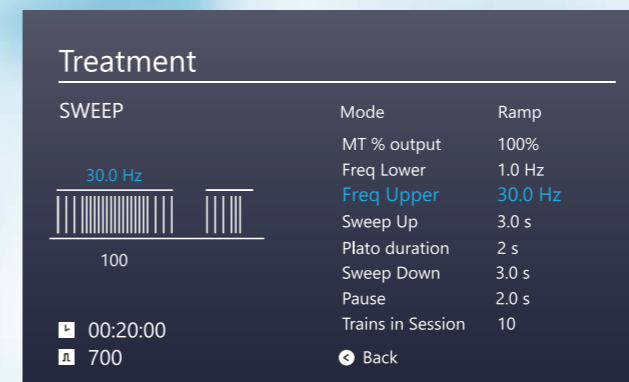 Treatment
SWEEP
30.0 Hz
100
00:20:00
700
Mode Ramp
MT % output 100%
Freq Lower 1.0 Hz
Freq Upper 30.0 Hz
Sweep Up 3.0 s
Plato duration 2 s
Sweep Down 3.0 s
Pause 2.0 s
Trains in Session 10
Back